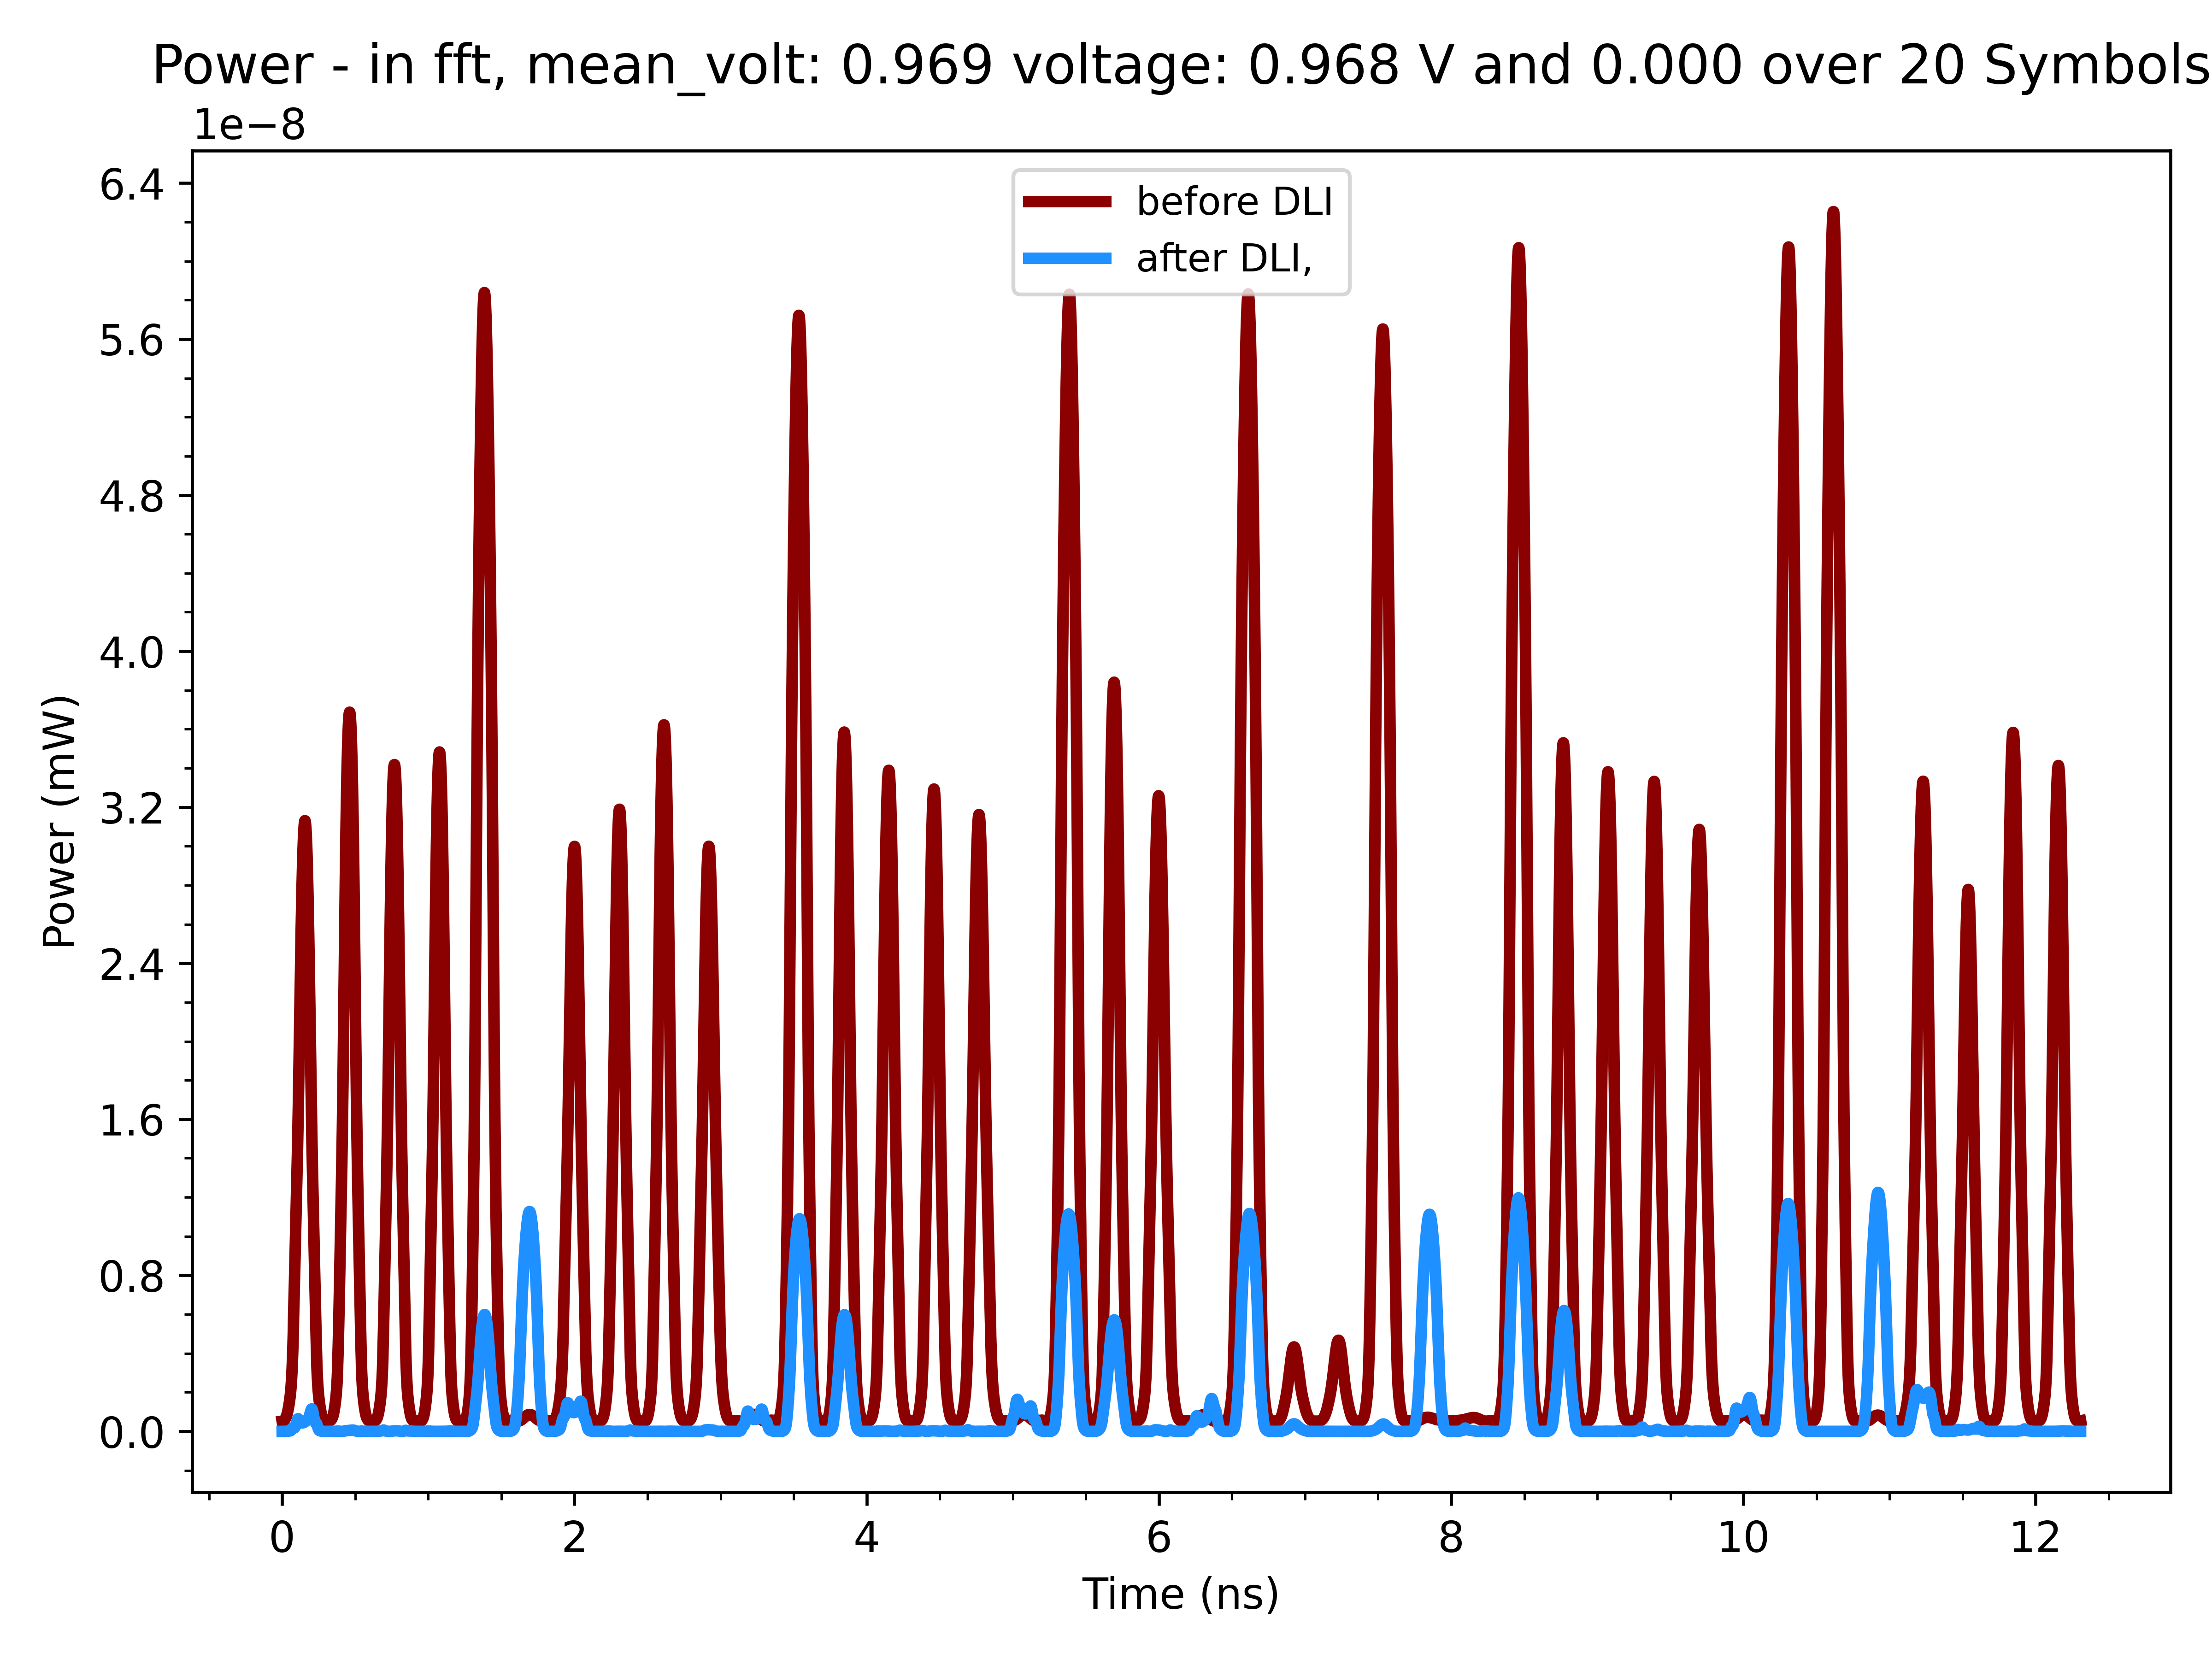 Power - in fft, mean_volt: 0.969 voltage: 0.968 V and 0.000 over 20 Symbols
1e−8
before DLI
after DLI,
6.4
5.6
4.8
4.0
3.2
2.4
1.6
0.8
0.0
Power (mW)
0 2 4 6 8 10 12
Time (ns)